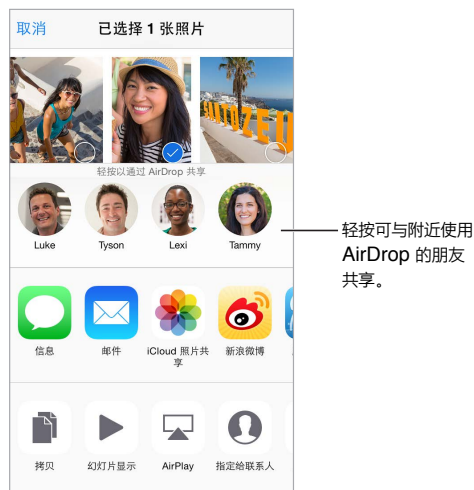 取消
已选择 1 张照片
轻按以通过 AirDrop 共享
Luke
Tyson
Lexi
Tammy
轻按可与附近使用
AirDrop 的朋友
共享。
信息
邮件
iCloud 照片共
享
新浪微博
拷贝
幻灯片显示
AirPlay
指定给联系人